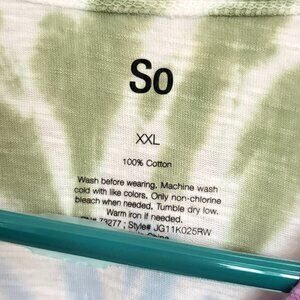 So
XXL
100% Cotton
Wash before wearing. Machine wash
cold with like colors. Only non-chlorine
bleach when needed. Tumble dry low.
Warm iron if needed.
73277 ; Style# JG11K025RW
China